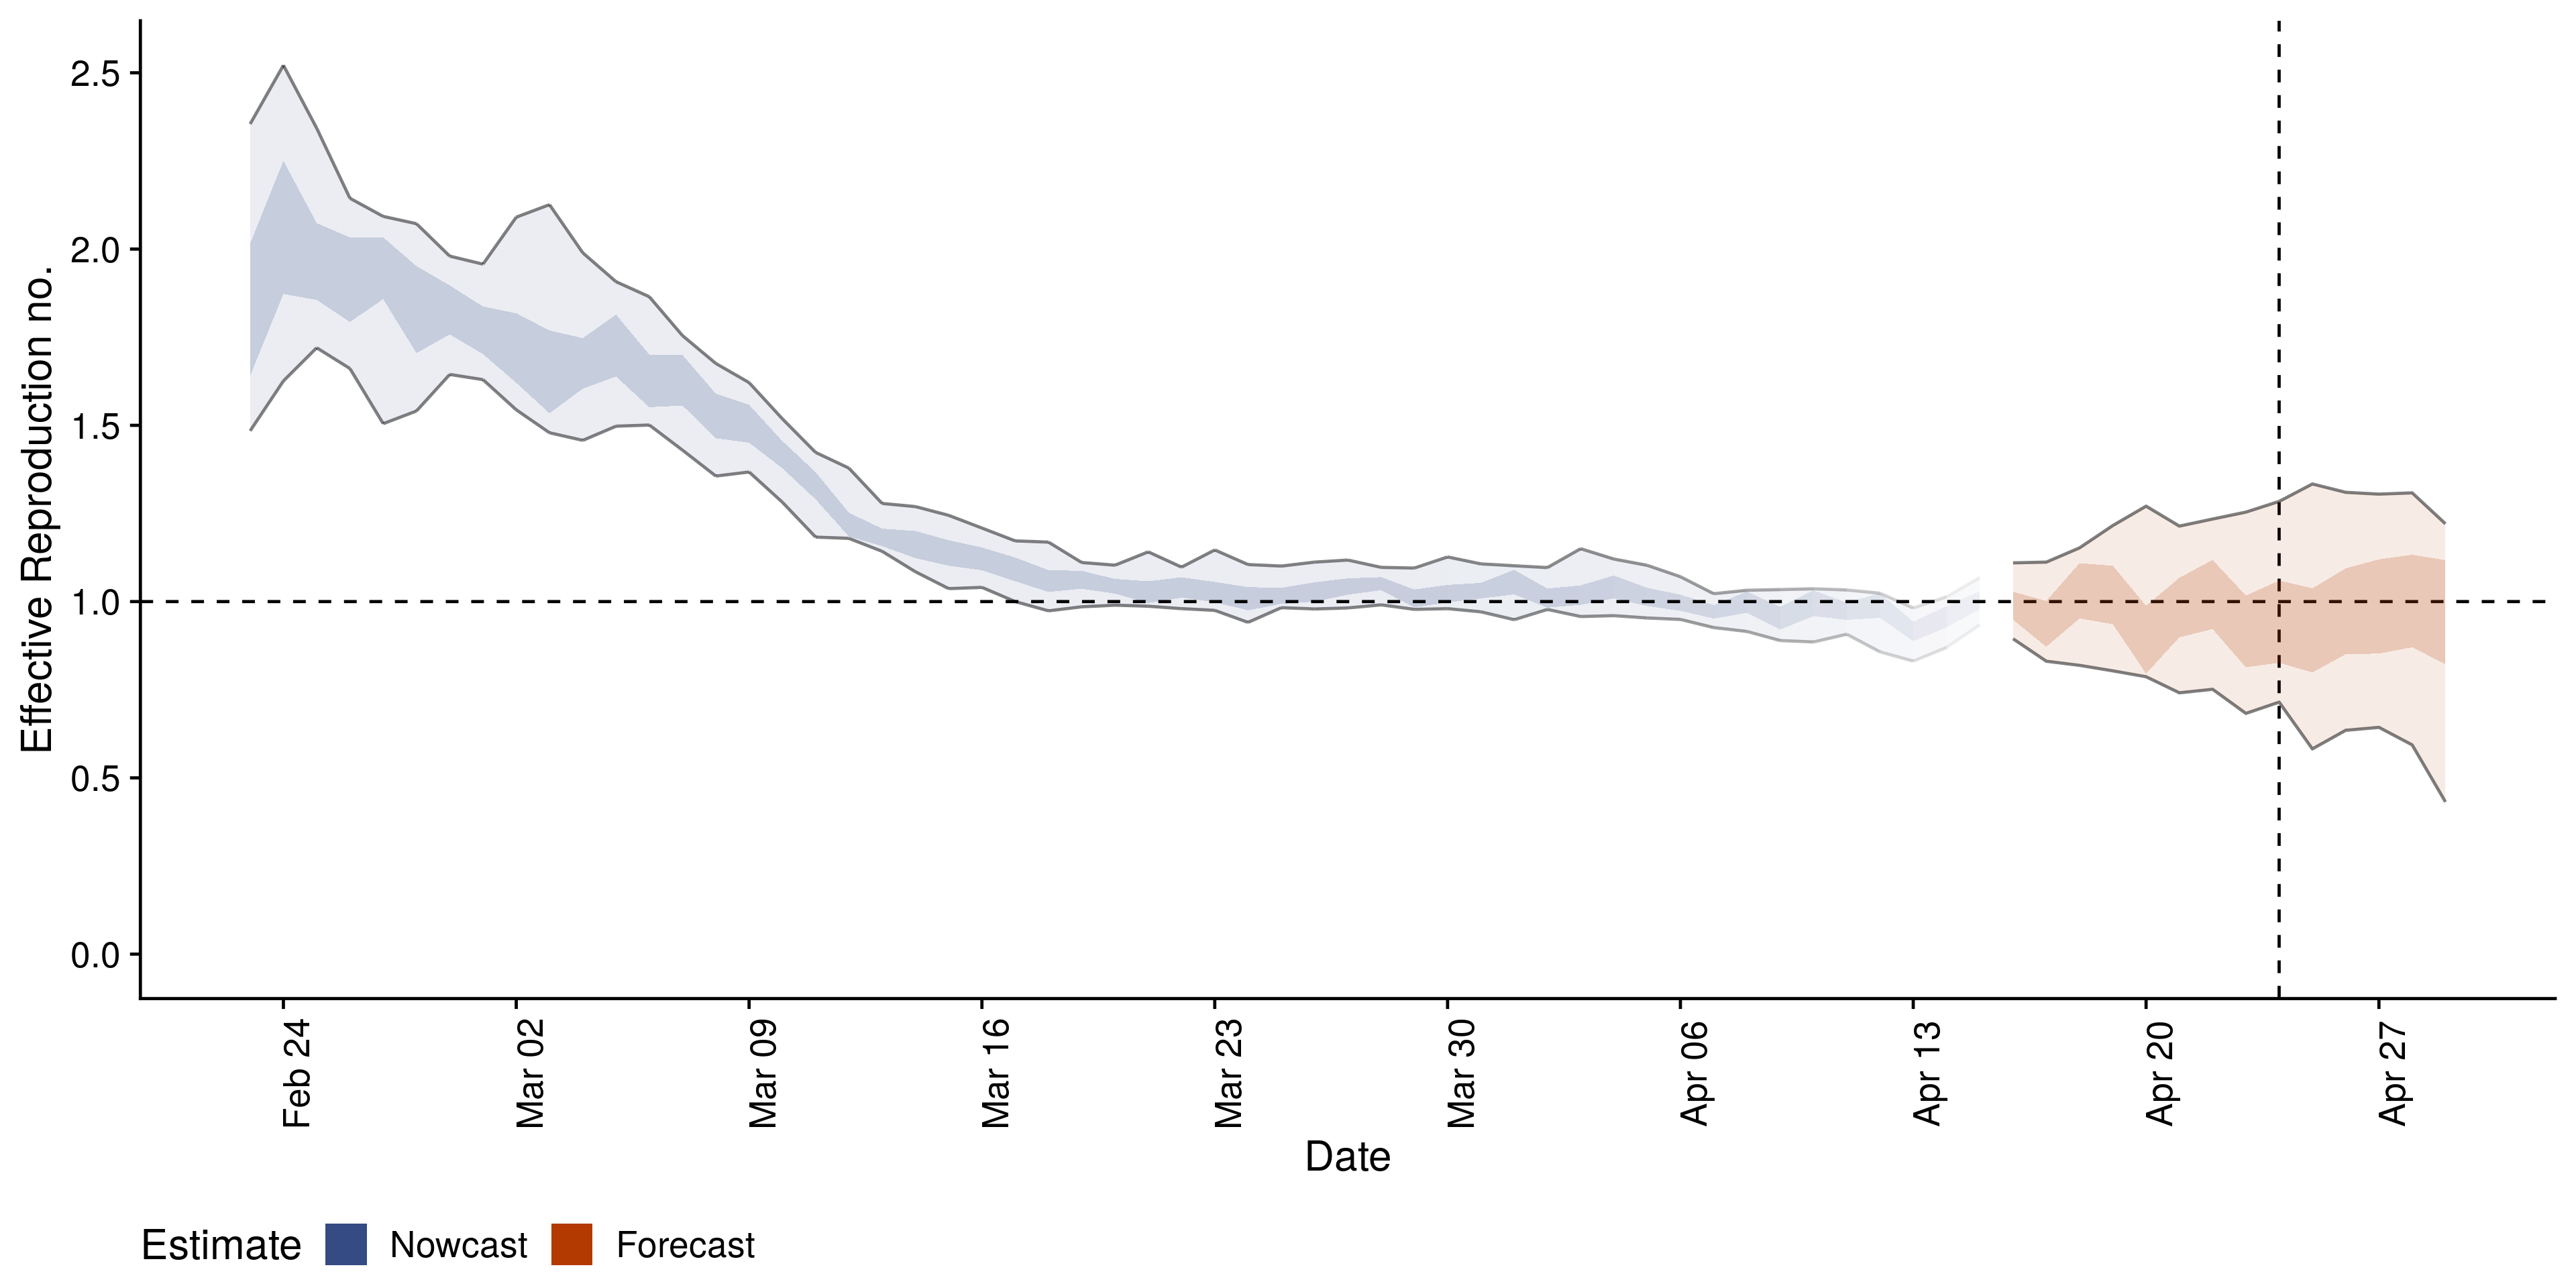 Effective Reproduction no.
2.5
2.0
1.5
1.0
0.5
0.0
Feb 24
Mar 02
Mar 09
Mar 16
Mar 23
Mar 30
Apr 06
Apr 13
Apr 20
Apr 27
Date
Estimate Nowcast Forecast